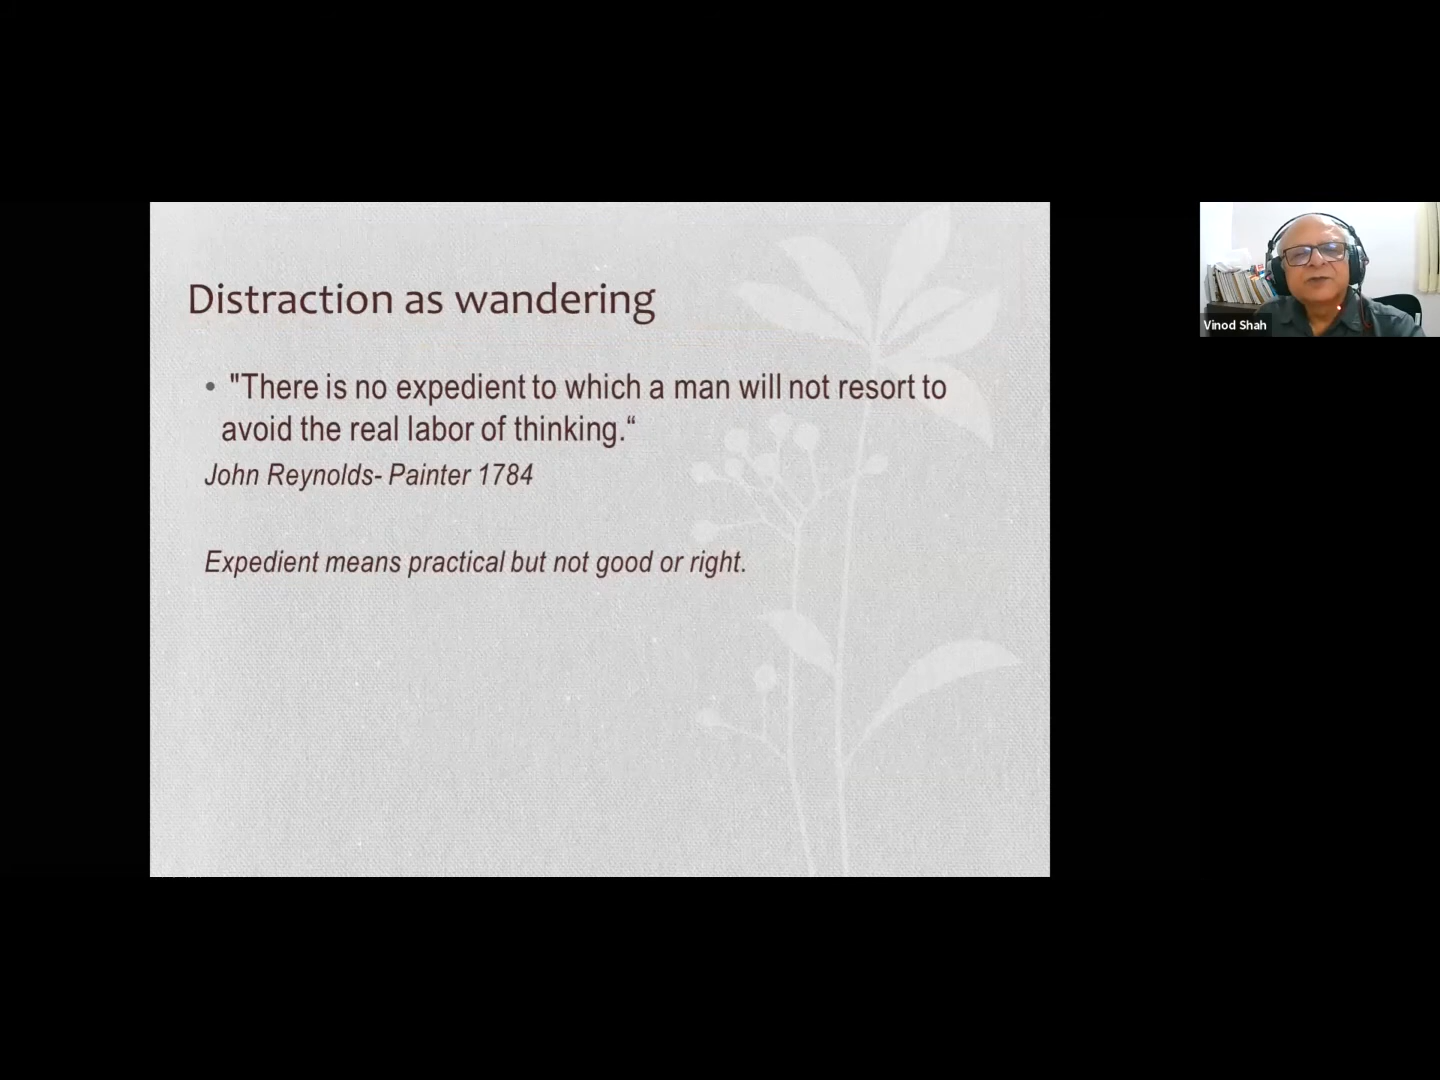 Distraction as wandering
• "There is no expedient to which a man will not resort to
avoid the real labor of thinking.“
John Reynolds- Painter 1784
Expedient means practical but not good or right.
Vinod Shah